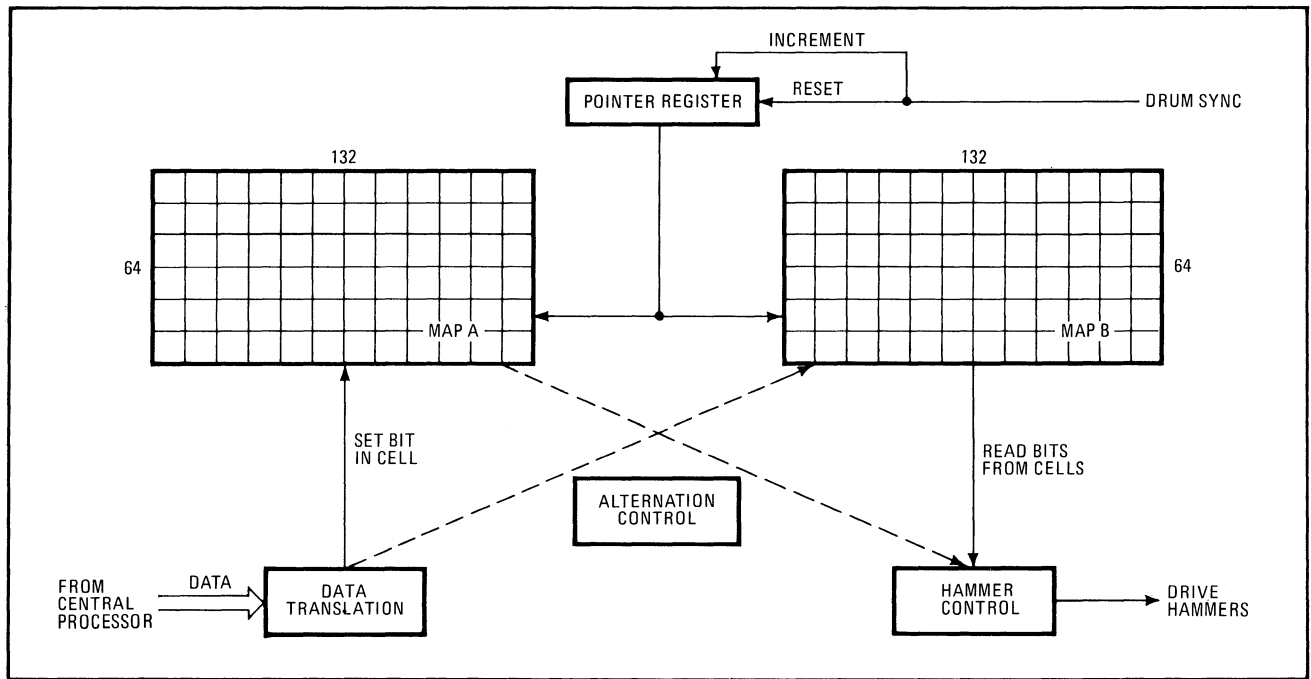 INCREMENT
POINTER REGISTER
RESET
DRUM SYNC
132
132
64
64
MAP A
MAP B
SET BIT
IN CELL
READ BITS
FROM CELLS
ALTERNATION
CONTROL
FROM
CENTRAL
PROCESSOR
DATA
DATA
TRANSLATION
HAMMER
CONTROL
DRIVE
HAMMERS